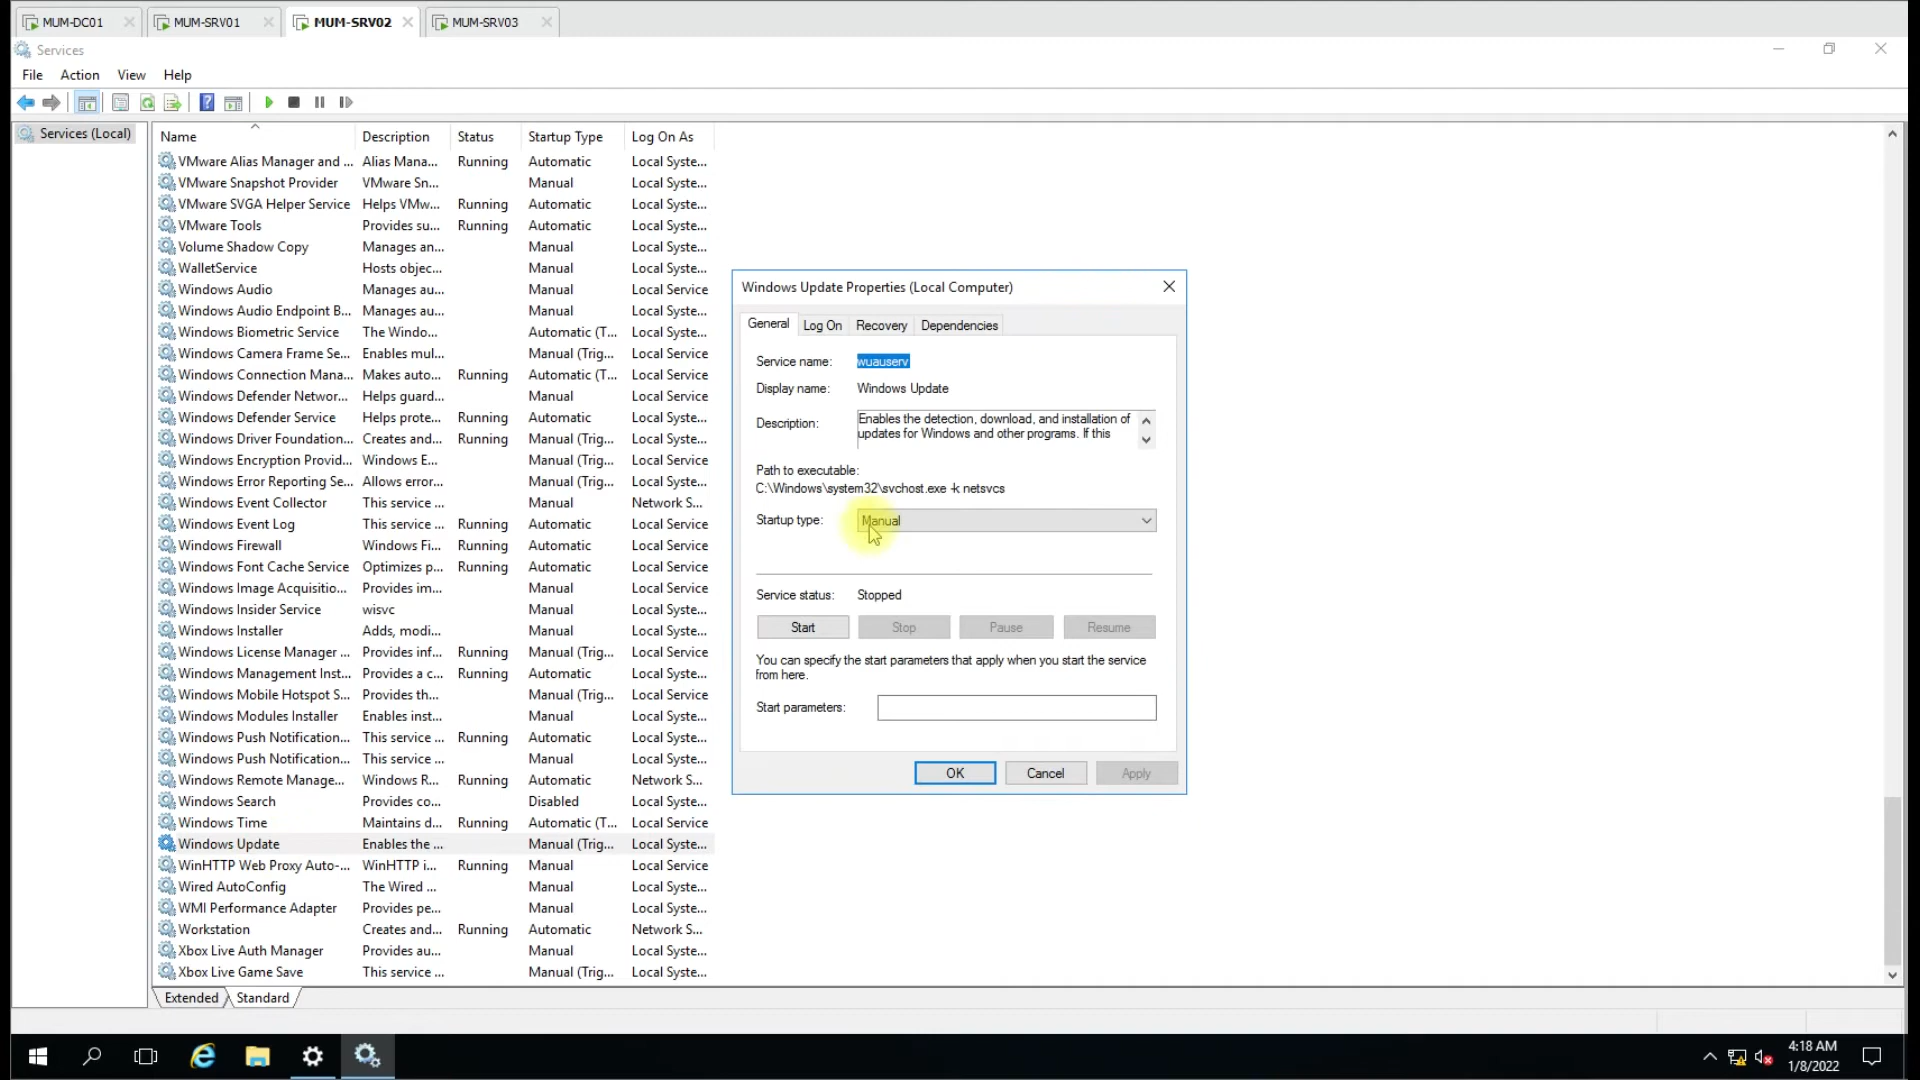 MUM-DC01
MUM-SRV01
MUM-SRV02
MUM-SRV03
Services
File Action View Help
Services (Local)
Name Description Status Startup Type Log On As
VMware Alias Manager and ... Alias Mana... Running Automatic Local Syste...
VMware Snapshot Provider VMware Sn... Manual Local Syste...
VMware SVGA Helper Service Helps VMw... Running Automatic Local Syste...
VMware Tools Provides su... Running Automatic Local Syste...
Volume Shadow Copy Manages an... Manual Local Syste...
WalletService Hosts objec... Manual Local Syste...
Windows Audio Manages au... Manual Local Service
Windows Audio Endpoint B... Manages au... Manual Local Syste...
Windows Biometric Service The Windo... Automatic (T... Local Syste...
Windows Camera Frame Se... Enables mul... Manual (Trig... Local Service
Windows Connection Mana... Makes auto... Running Automatic (T... Local Service
Windows Defender Networ... Helps guard... Manual Local Service
Windows Defender Service Helps prote... Running Automatic Local Syste...
Windows Driver Foundation... Creates and... Running Manual (Trig... Local Syste...
Windows Encryption Provid... Windows E... Manual (Trig... Local Service
Windows Error Reporting Se... Allows error... Manual (Trig... Local Syste...
Windows Event Collector This service ... Manual Network S...
Windows Event Log This service ... Running Automatic Local Service
Windows Firewall Windows Fi... Running Automatic Local Service
Windows Font Cache Service Optimizes p... Running Automatic Local Service
Windows Image Acquisitio... Provides im... Manual Local Service
Windows Insider Service wisvc Manual Local Syste...
Windows Installer Adds, modi... Manual Local Syste...
Windows License Manager ... Provides inf... Running Manual (Trig... Local Service
Windows Management Inst... Provides a c... Running Automatic Local Syste...
Windows Mobile Hotspot S... Provides th... Manual (Trig... Local Service
Windows Modules Installer Enables inst... Manual Local Syste...
Windows Push Notification... This service ... Running Automatic Local Syste...
Windows Push Notification... This service ... Manual Local Syste...
Windows Remote Manage... Windows R... Running Automatic Network S...
Windows Search Provides co... Disabled Local Syste...
Windows Time Maintains d... Running Automatic (T... Local Service
Windows Update Enables the ... Manual (Trig... Local Syste...
WinHTTP Web Proxy Auto-... WinHTTP i... Running Manual Local Service
Wired AutoConfig The Wired ... Manual Local Syste...
WMI Performance Adapter Provides pe... Manual Local Syste...
Workstation Creates and... Running Automatic Network S...
Xbox Live Auth Manager Provides au... Manual Local Syste...
Xbox Live Game Save This service ... Manual (Trig... Local Syste...
Extended Standard
Windows Update Properties (Local Computer)
General Log On Recovery Dependencies
Service name: wuauserv
Display name: Windows Update
Description: Enables the detection, download, and installation of
updates for Windows and other programs. If this
Path to executable:
C:\Windows\system32\svchost.exe -k netsvcs
Startup type: Manual
Service status: Stopped
Start Stop Pause Resume
You can specify the start parameters that apply when you start the service
from here.
Start parameters:
OK Cancel Apply
4:18 AM
1/8/2022